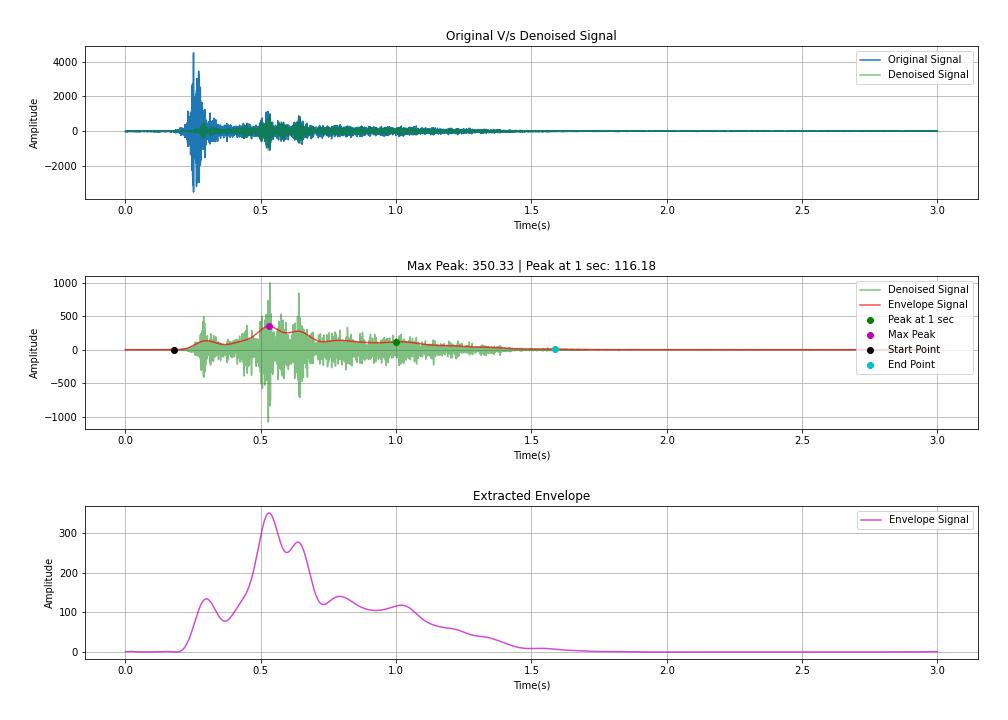 Original V/s Denoised Signal
Amplitude
4000
2000
0
−2000
Original Signal
Denoised Signal
0.0 0.5 1.0 1.5 2.0 2.5 3.0
Time(s)
Max Peak: 350.33 | Peak at 1 sec: 116.18
Amplitude
1000
500
0
−500
−1000
Denoised Signal
Envelope Signal
Peak at 1 sec
Max Peak
Start Point
End Point
0.0 0.5 1.0 1.5 2.0 2.5 3.0
Time(s)
Extracted Envelope
Amplitude
300
200
100
0
Envelope Signal
0.0 0.5 1.0 1.5 2.0 2.5 3.0
Time(s)